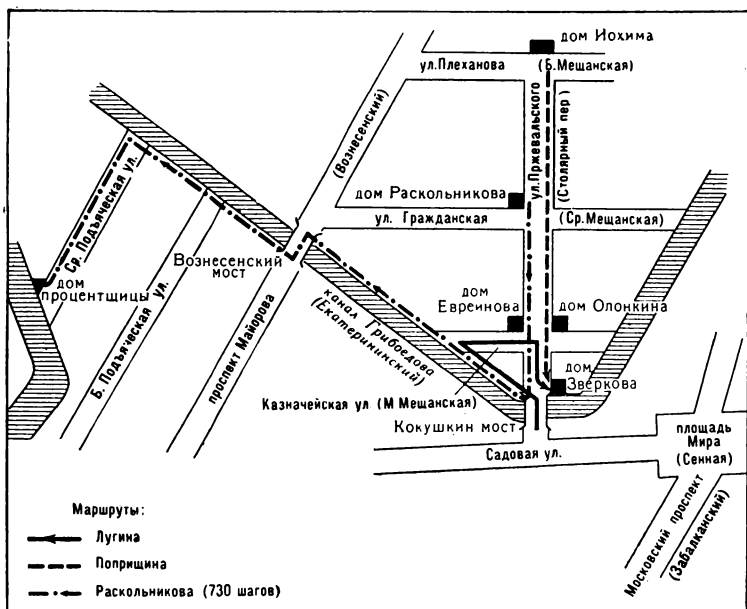 дом Иохима
ул.Плеханова
(Б.Мещанская)
(Вознесенский)
ул.Пржевальского
(Столярный пер)
дом Раскольникова
ул. Гражданская
(Ср.Мещанская)
Ср. Подъяческая ул.
Вознесенский
мост
дом
процентщицы
Б. Подъяческая ул.
проспект Майорова
канал Грибоедова
(Екатерининский)
дом
Евреинова
дом Олонкина
дом
Зверкова
Казначейская ул. (М Мещанская)
Кокушкин мост
Садовая ул.
площадь
Мира
(Сенная)
Московский проспект
(Забалканский)
Маршруты:
Лугина
Поприщина
Раскольникова (730 шагов)